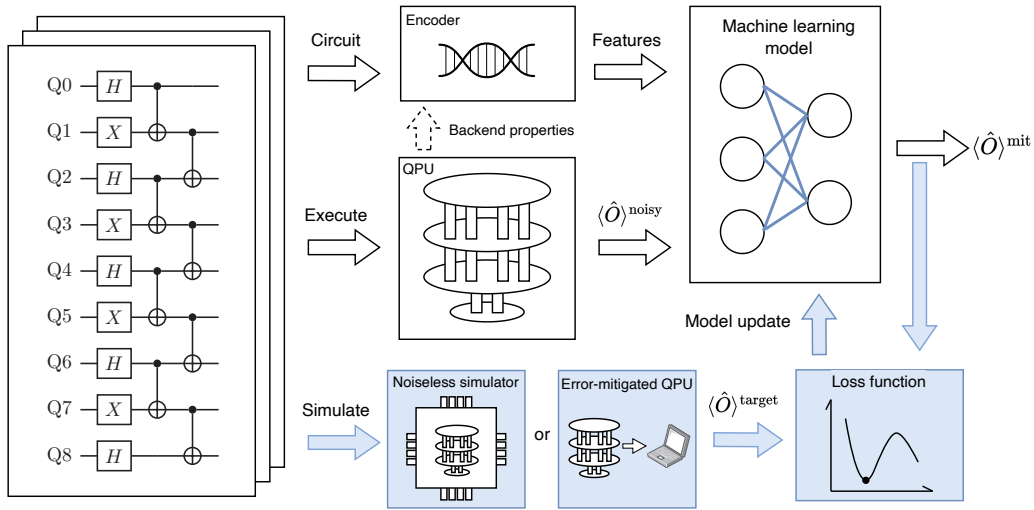 Circuit
Encoder
Features
Machine learning
model
Backend properties
QPU
Execute
⟨Ô⟩noisy
⟨Ô⟩mit
Q0 H
Q1 X
Q2 H
Q3 X
Q4 H
Q5 X
Q6 H
Q7 X
Q8 H
Model update
Simulate
Noiseless simulator
or
Error-mitigated QPU
⟨Ô⟩target
Loss function